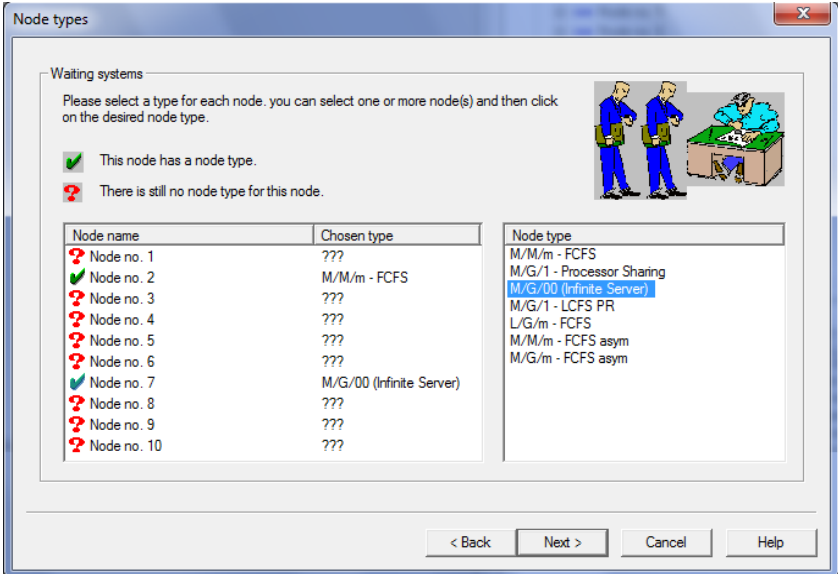 Node types
Waiting systems
Please select a type for each node. you can select one or more node(s) and then click
on the desired node type.
This node has a node type.
There is still no node type for this node.
Node name Chosen type
Node no. 1 ???
Node no. 2 M/M/m - FCFS
Node no. 3 ???
Node no. 4 ???
Node no. 5 ???
Node no. 6 ???
Node no. 7 M/G/00 (Infinite Server)
Node no. 8 ???
Node no. 9 ???
Node no. 10 ???
Node type
M/M/m - FCFS
M/G/1 - Processor Sharing
M/G/00 (Infinite Server)
M/G/1 - LCFS PR
L/G/m - FCFS
M/M/m - FCFS asym
M/G/m - FCFS asym
< Back Next > Cancel Help